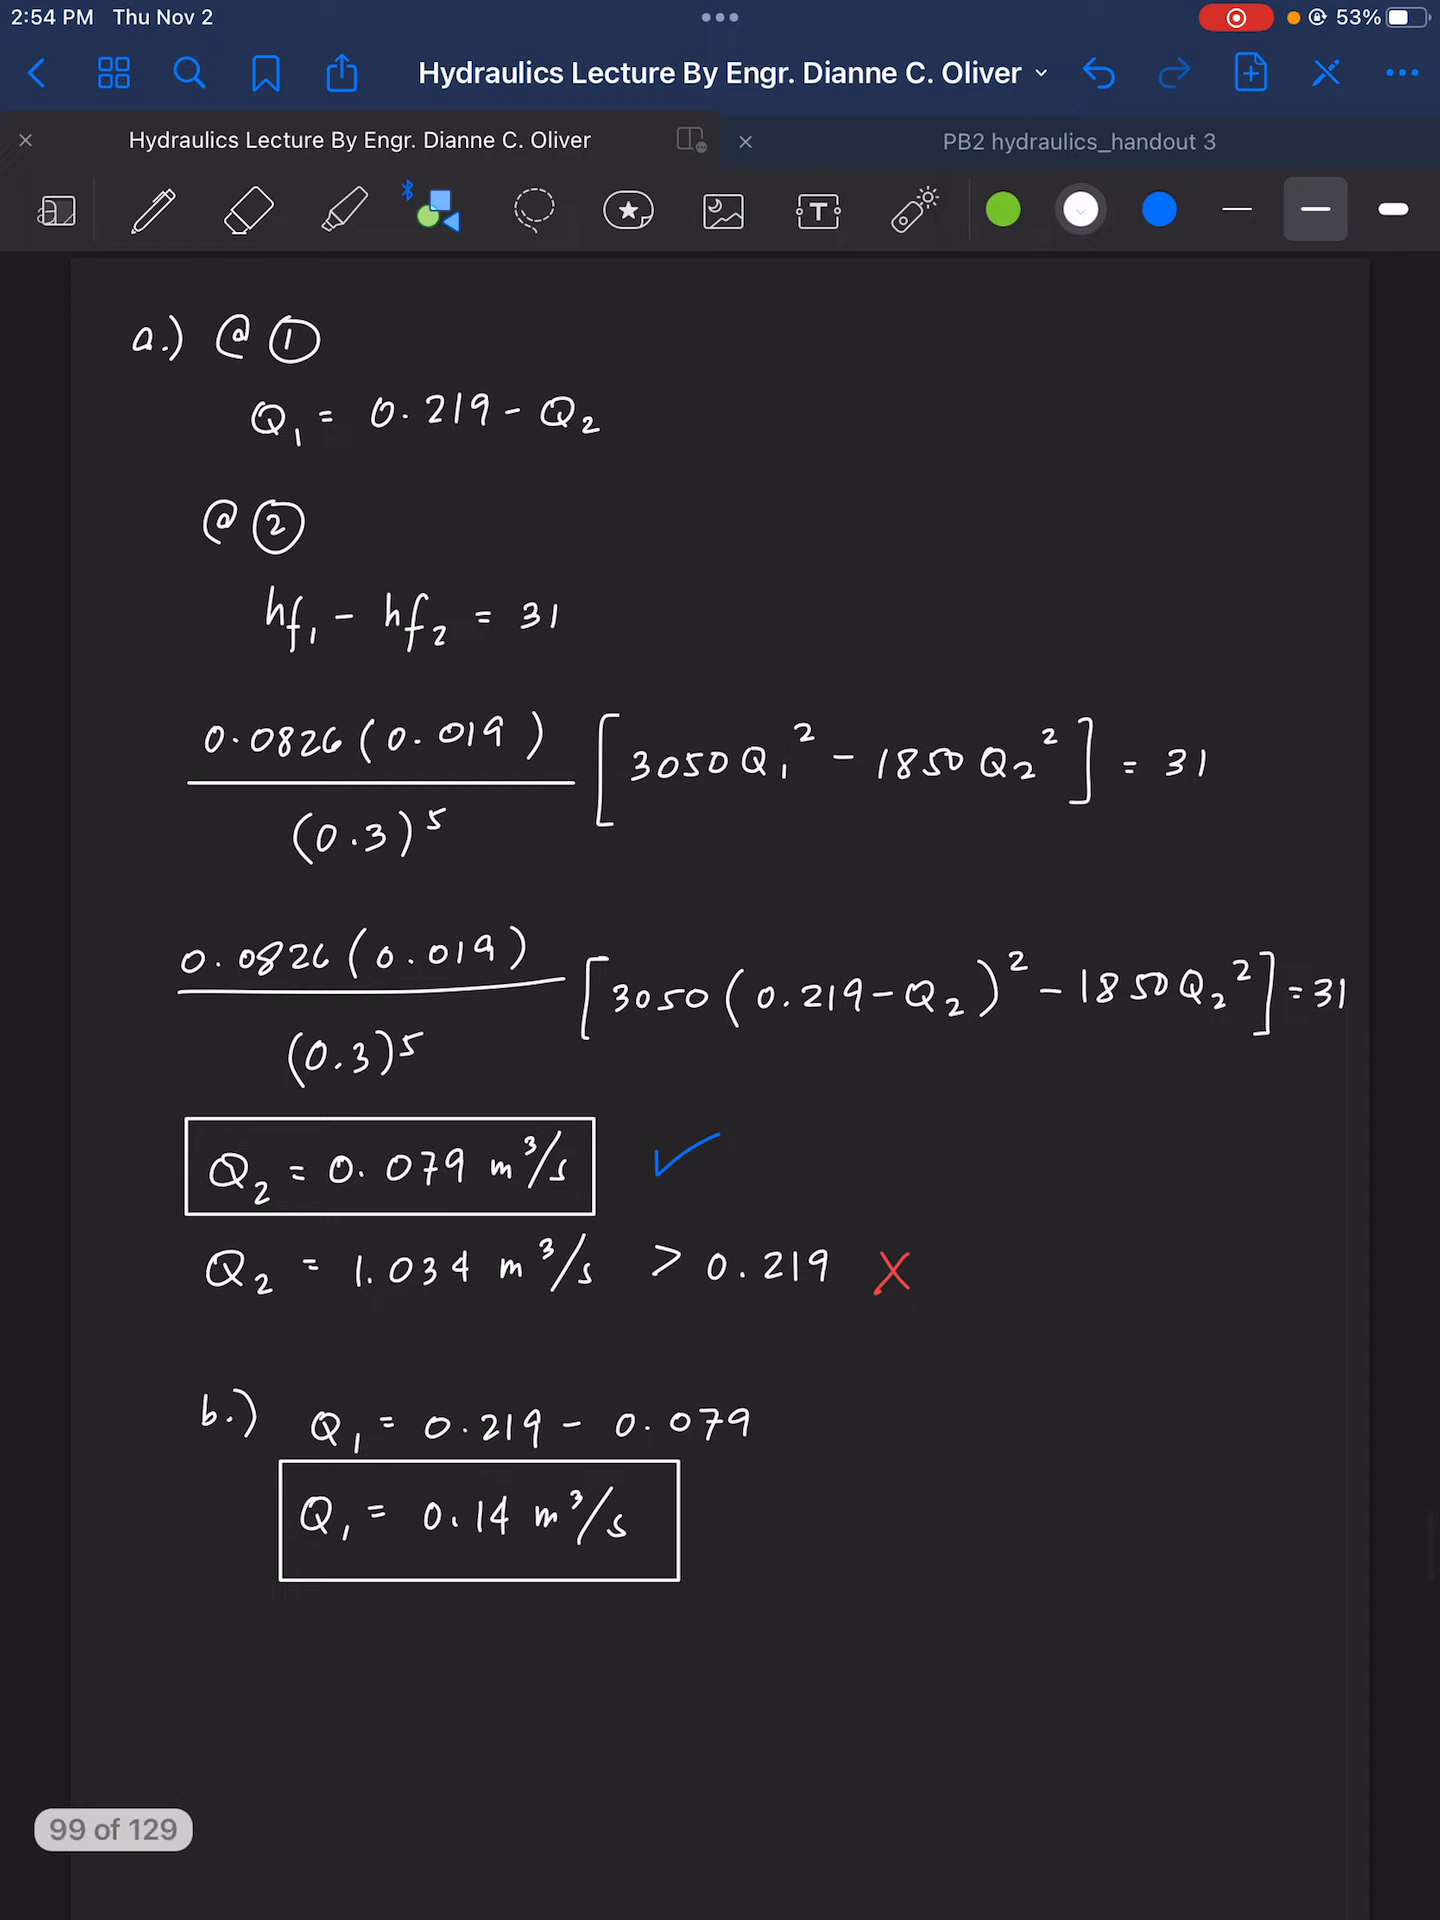 2:54 PM Thu Nov 2
53%
Hydraulics Lecture By Engr. Dianne C. Oliver
Hydraulics Lecture By Engr. Dianne C. Oliver
PB2 hydraulics_handout 3
a.) @ ①
Q₁ = 0.219 - Q₂
@ ②
hf₁ - hf₂ = 31
0.0826 (0.019) / (0.3)⁵ [3050 Q₁² - 1850 Q₂²] = 31
0.0826 (0.019) / (0.3)⁵ [3050 (0.219 - Q₂)² - 1850 Q₂²] = 31
Q₂ = 0.079 m³/s ✓
Q₂ = 1.034 m³/s > 0.219 X
b.) Q₁ = 0.219 - 0.079
Q₁ = 0.14 m³/s
99 of 129